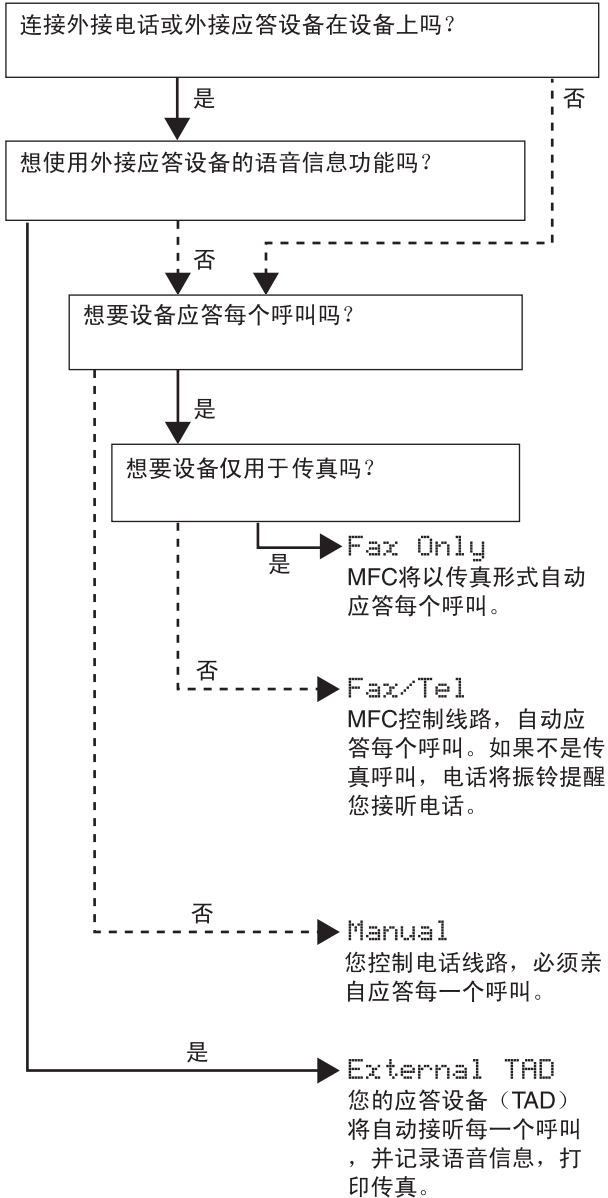 连接外接电话或外接应答设备在设备上吗？
是
否
想使用外接应答设备的语音信息功能吗？
否
想要设备应答每个呼叫吗？
是
想要设备仅用于传真吗？
是
Fax Only
MFC将以传真形式自动
应答每个呼叫。
否
Fax/Tel
MFC控制线路，自动应
答每个呼叫。如果不是传
真呼叫，电话将振铃提醒
您接听电话。
否
Manual
您控制电话线路，必须亲
自应答每一个呼叫。
是
External TAD
您的应答设备（TAD）
将自动接听每一个呼叫
，并记录语音信息，打
印传真。